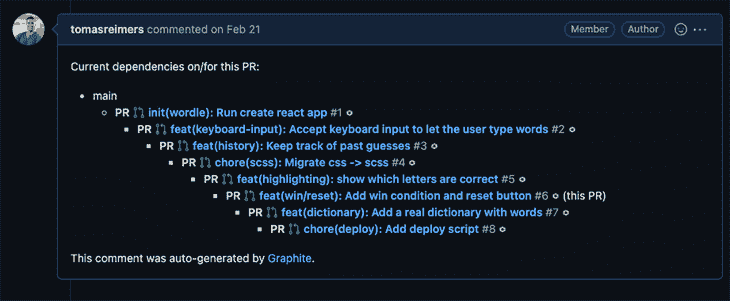 tomasreimers commented on Feb 21
Member
Author
Current dependencies on/for this PR:
main
PR init(wordle): Run create react app #1
PR feat(keyboard-input): Accept keyboard input to let the user type words #2
PR feat(history): Keep track of past guesses #3
PR chore(scss): Migrate css -> scss #4
PR feat(highlighting): show which letters are correct #5
PR feat(win/reset): Add win condition and reset button #6 (this PR)
PR feat(dictionary): Add a real dictionary with words #7
PR chore(deploy): Add deploy script #8
This comment was auto-generated by Graphite.